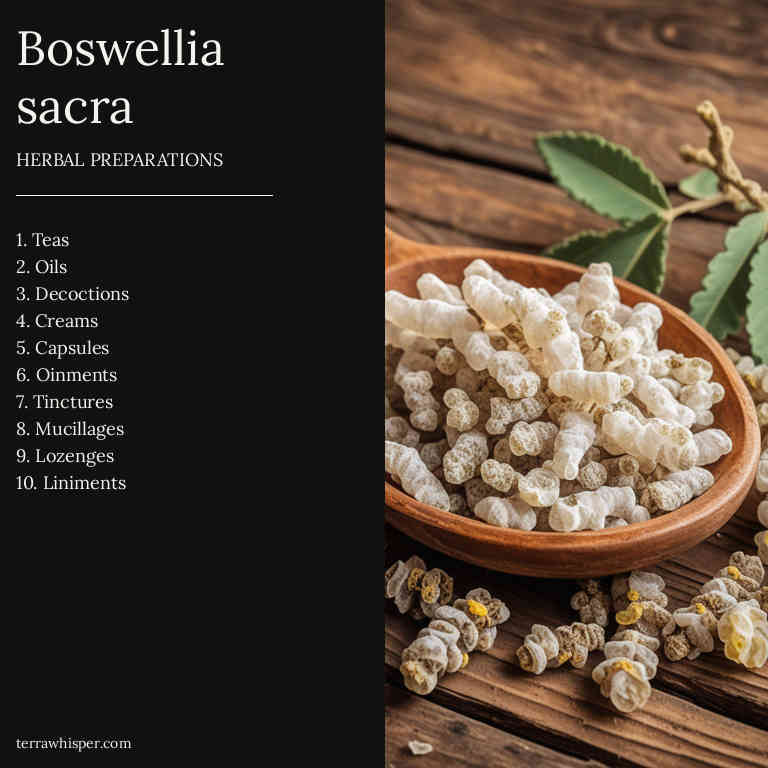 Boswellia
sacra
HERBAL PREPARATIONS
1. Teas
2. Oils
3. Decoctions
4. Creams
5. Capsules
6. Oinments
7. Tinctures
8. Mucillages
9. Lozenges
10. Liniments
terrawhisper.com